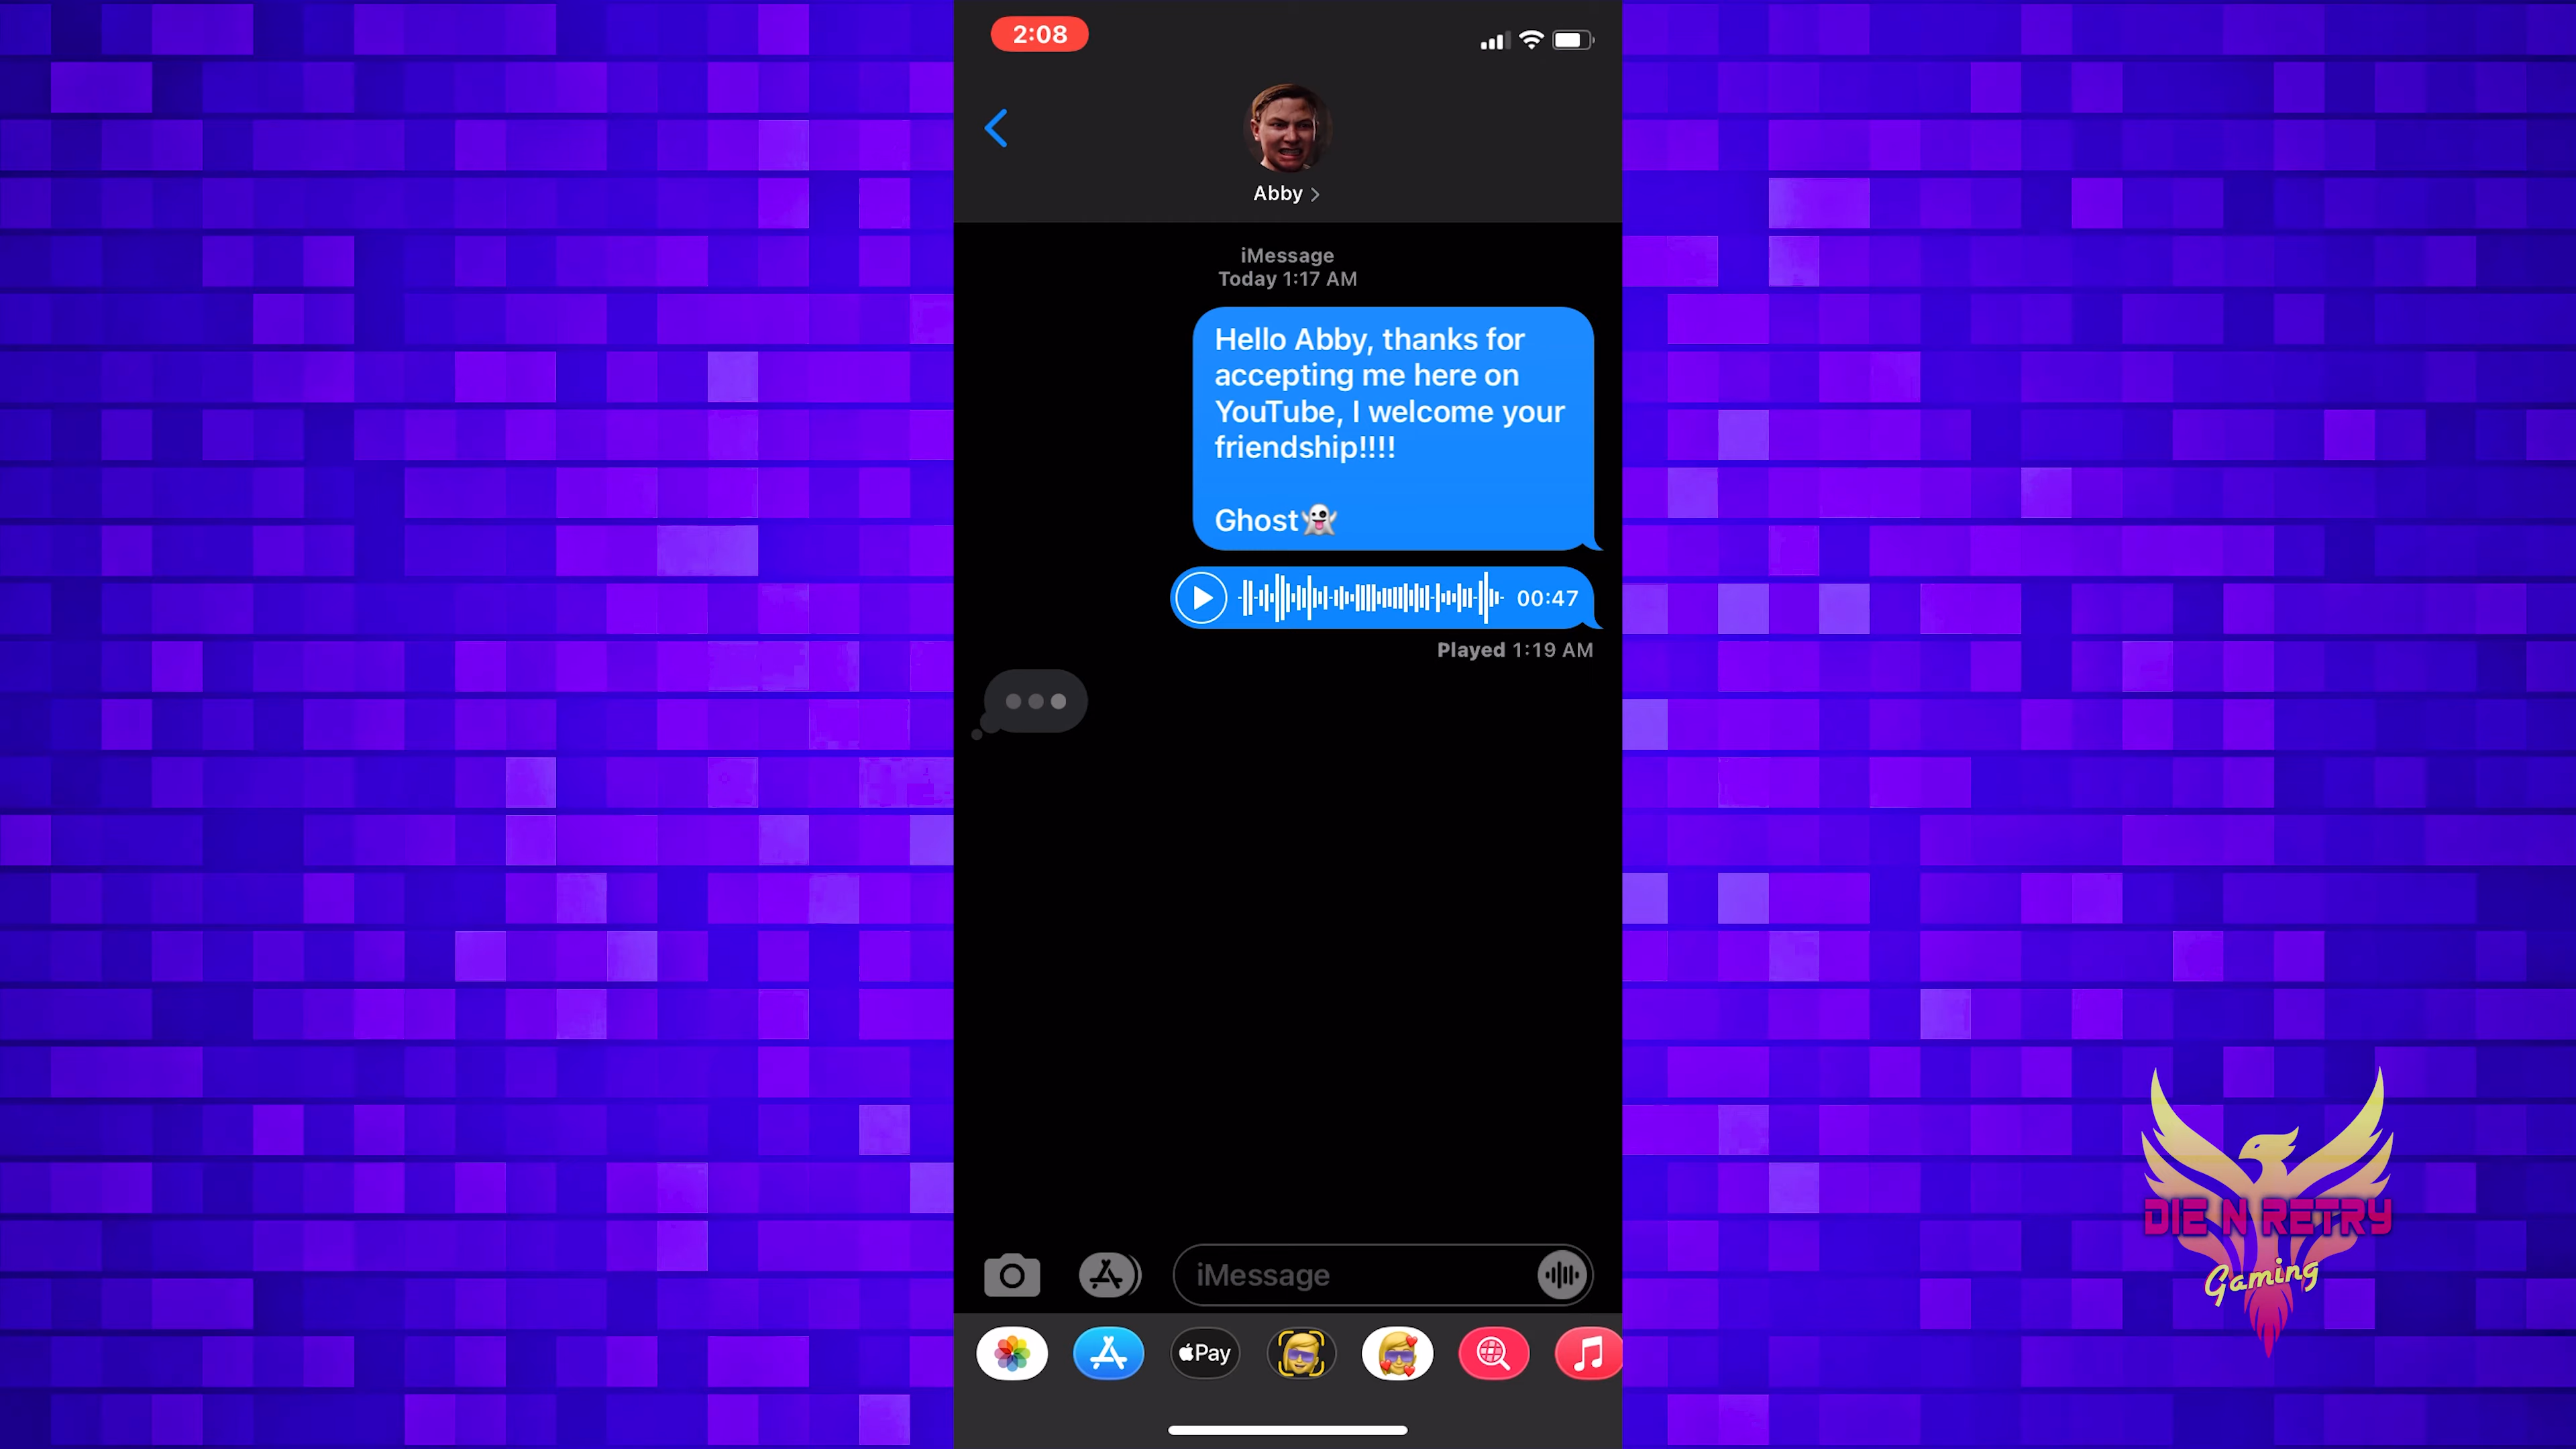 2:08
Abby
iMessage
Today 1:17 AM
Hello Abby, thanks for
accepting me here on
YouTube, I welcome your
friendship!!!!
Ghost👻
00:47
Played 1:19 AM
iMessage
Pay
DIE N RETRY
Gaming